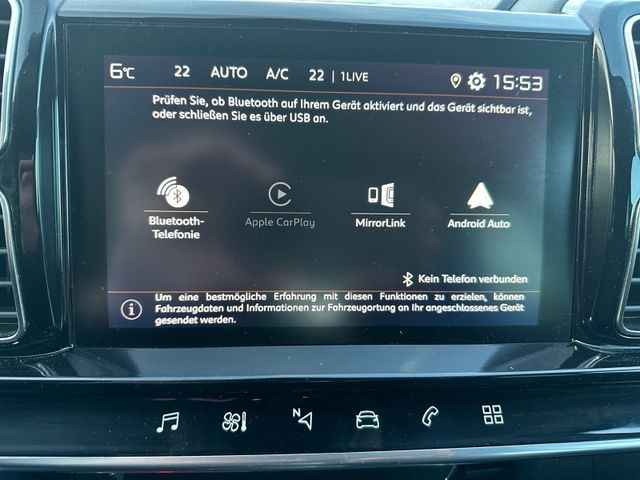 6°C 22 AUTO A/C 22 | 1LIVE 15:53
Prüfen Sie, ob Bluetooth auf Ihrem Gerät aktiviert und das Gerät sichtbar ist,
oder schließen Sie es über USB an.
Bluetooth-
Telefonie
Apple CarPlay
MirrorLink
Android Auto
Kein Telefon verbunden
Um eine bestmögliche Erfahrung mit diesen Funktionen zu erzielen, können
Fahrzeugdaten und Informationen zur Fahrzeugortung an Ihr angeschlossenes Gerät
gesendet werden.
N